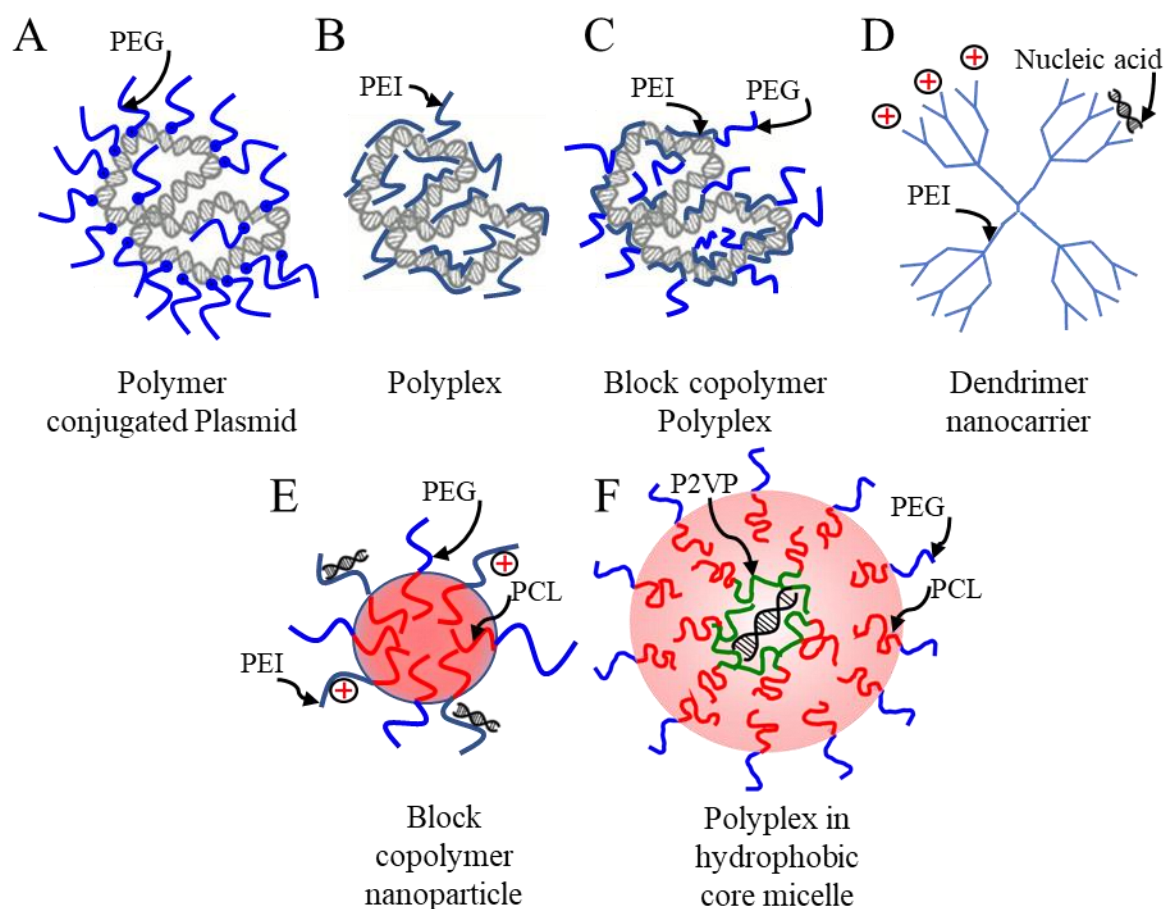 A
PEG
B
PEI
C
PEI
PEG
D
Nucleic acid
+
+
+
PEI
Polymer
conjugated Plasmid
Polyplex
Block copolymer
Polyplex
Dendrimer
nanocarrier
E
PEG
+
PCL
PEI
+
F
P2VP
PEG
PCL
Block
copolymer
nanoparticle
Polyplex in
hydrophobic
core micelle